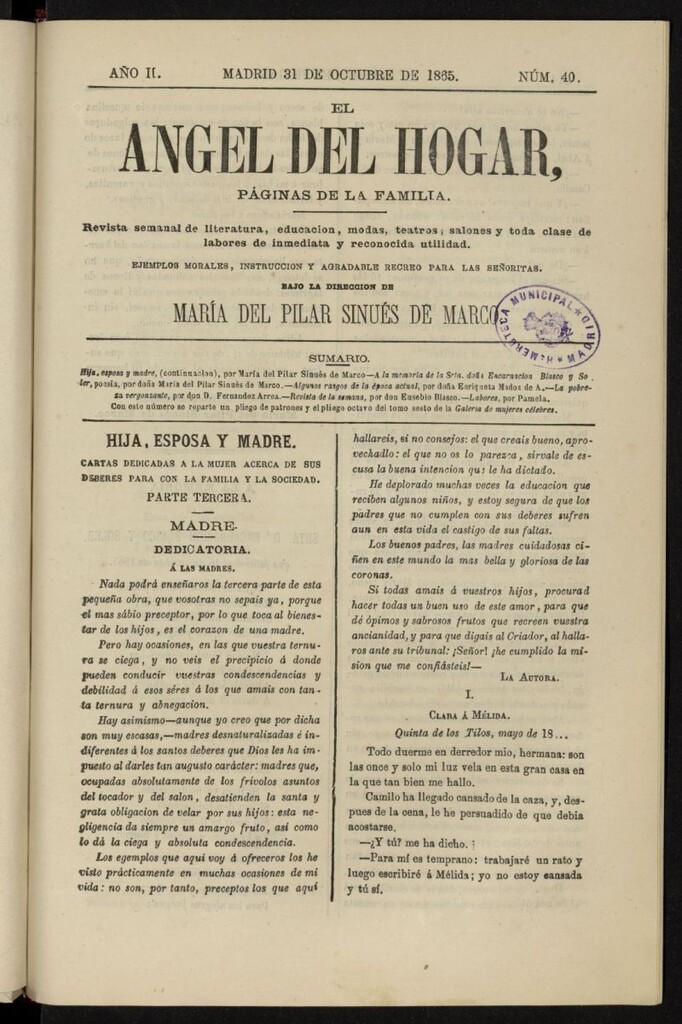 AÑO II. MADRID 31 DE OCTUBRE DE 1865. NÚM. 40.
EL
ANGEL DEL HOGAR,
PÁGINAS DE LA FAMILIA.
Revista semanal de literatura, educacion, modas, teatros, salones y toda clase de
labores de inmediata y reconocida utilidad.
EJEMPLOS MORALES, INSTRUCCION Y AGRADABLE RECREO PARA LAS SEÑORITAS.
BAJO LA DIRECCION DE
MARÍA DEL PILAR SINUÉS DE MARCO
HEMEROTECA MUNICIPAL * MADRID *
SUMARIO.
Hija, esposa y madre, (continuacion), por María del Pilar Sinués de Marco—A la memoria de la Srta. doña Encarnacion Blasco y So
ler, poesía, por doña María del Pilar Sinués de Marco.—Algunos rasgos de la época actual, por doña Enriqueta Madoz de A.—La pobre-
za vergonzante, por don D. Fernandez Arrea.—Revista de la semana, por don Eusebio Blasco.—Labores, por Pamela.
Con este número se reparte un pliego de patrones y el pliego octavo del tomo sesto de la Galería de mujeres célebres.
HIJA, ESPOSA Y MADRE.
CARTAS DEDICADAS A LA MUJER ACERCA DE SUS
DEBERES PARA CON LA FAMILIA Y LA SOCIEDAD.
PARTE TERCERA.
MADRE.
DEDICATORIA.
Á LAS MADRES.
Nada podrá enseñaros la tercera parte de esta
pequeña obra, que vosotras no sepais ya, porque
el mas sábio preceptor, por lo que toca al bienes-
tar de los hijos, es el corazon de una madre.
Pero hay ocasiones, en las que vuestra ternu-
ra se ciega, y no veis el precipicio á donde
pueden conducir vuestras condescendencias y
debilidad á esos séres á los que amais con tan-
ta ternura y abnegacion.
Hay asimismo—aunque yo creo que por dicha
son muy escasas,—madres desnaturalizadas é in-
diferentes á los santos deberes que Dios les ha im-
puesto al darles tan augusto carácter: madres que,
ocupadas absolutamente de los frívolos asuntos
del tocador y del salon, desatienden la santa y
grata obligacion de velar por sus hijos: esta ne-
gligencia da siempre un amargo fruto, asi como
lo dá la ciega y absoluta condescendencia.
Los egemplos que aqui voy á ofreceros los he
visto prácticamente en muchas ocasiones de mi
vida: no son, por tanto, preceptos los que aquí
hallareis, si no consejos: el que creais bueno, apro-
vechadlo: el que no os lo parezca, sirvale de es-
cusa la buena intencion que le ha dictado.
He deplorado muchas veces la educacion que
reciben algunos niños, y estoy segura de que los
padres que no cumplen con sus deberes sufren
aun en esta vida el castigo de sus faltas.
Los buenos padres, las madres cuidadosas ci-
ñen en este mundo la mas bella y gloriosa de las
coronas.
Si todas amais á vuestros hijos, procurad
hacer todas un buen uso de este amor, para que
dé ópimos y sabrosos frutos que recreen vuestra
ancianidad, y para que digais al Criador, al halla-
ros ante su tribunal: ¡Señor! ¡he cumplido la mi-
sion que me confiásteis!—
LA AUTORA.
I.
CLARA Á MÉLIDA.
Quinta de los Tilos, mayo de 18...
Todo duerme en derredor mio, hermana: son
las once y solo mi luz vela en esta gran casa en
la que tan bien me hallo.
Camilo ha llegado cansado de la caza, y, des-
pues de la cena, le he persuadido de que debia
acostarse.
—¿Y tú? me ha dicho.
—Para mí es temprano: trabajaré un rato y
luego escribiré á Mélida; yo no estoy cansada
y tú sí.